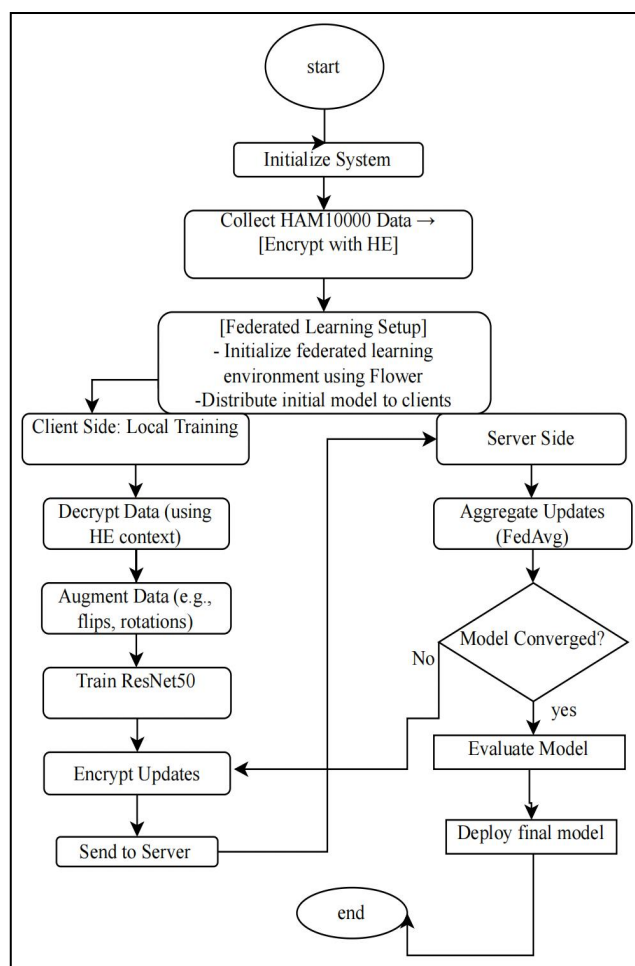 start
Initialize System
Collect HAM10000 Data →
[Encrypt with HE]
[Federated Learning Setup]
- Initialize federated learning
environment using Flower
-Distribute initial model to clients
Client Side: Local Training
Decrypt Data (using
HE context)
Augment Data (e.g.,
flips, rotations)
Train ResNet50
Encrypt Updates
Send to Server
Server Side
Aggregate Updates
(FedAvg)
Model Converged?
No
yes
Evaluate Model
Deploy final model
end